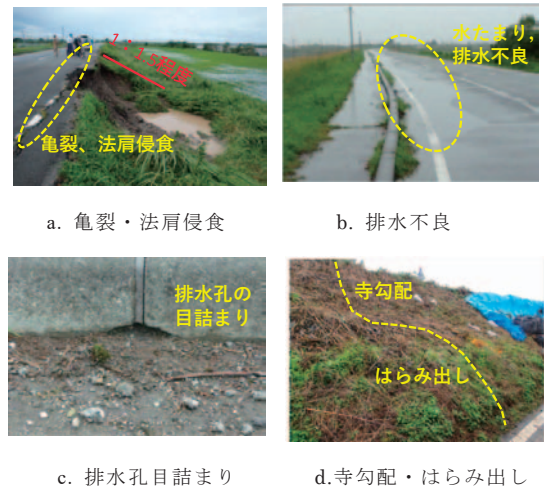 1：1.5程度
亀裂、法肩侵食
水たまり,
排水不良
a. 亀裂・法肩侵食
b. 排水不良
排水孔の
目詰まり
寺勾配
はらみ出し
c. 排水孔目詰まり
d.寺勾配・はらみ出し